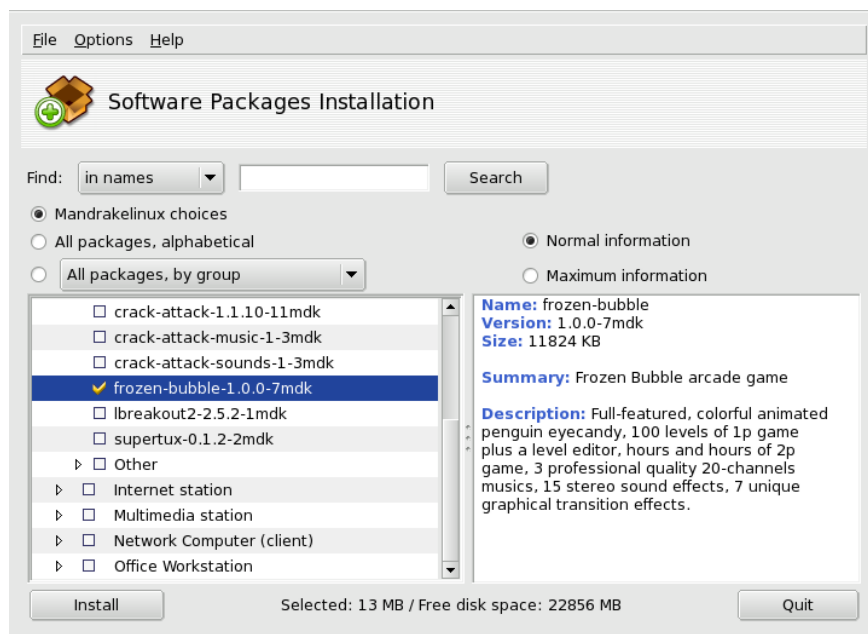 File Options Help
Software Packages Installation
Find: in names Search
Mandrakelinux choices
All packages, alphabetical
All packages, by group
Normal information
Maximum information
crack-attack-1.1.10-11mdk
crack-attack-music-1-3mdk
crack-attack-sounds-1-3mdk
frozen-bubble-1.0.0-7mdk
lbreakout2-2.5.2-1mdk
supertux-0.1.2-2mdk
Other
Internet station
Multimedia station
Network Computer (client)
Office Workstation
Name: frozen-bubble
Version: 1.0.0-7mdk
Size: 11824 KB
Summary: Frozen Bubble arcade game
Description: Full-featured, colorful animated
penguin eyecandy, 100 levels of 1p game
plus a level editor, hours and hours of 2p
game, 3 professional quality 20-channels
musics, 15 stereo sound effects, 7 unique
graphical transition effects.
Install Selected: 13 MB / Free disk space: 22856 MB Quit